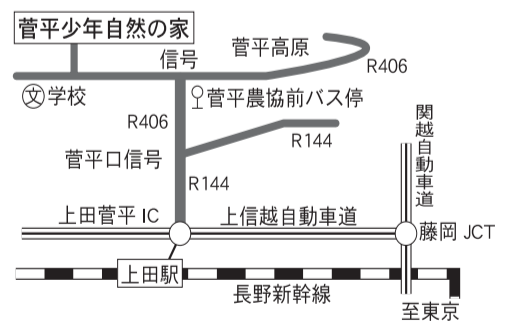 菅平少年自然の家
信号
菅平高原
R406
文 学校
菅平農協前バス停
R406
R144
菅平口信号
R144
関越自動車道
上田菅平 IC
上信越自動車道
藤岡 JCT
上田駅
長野新幹線
至東京